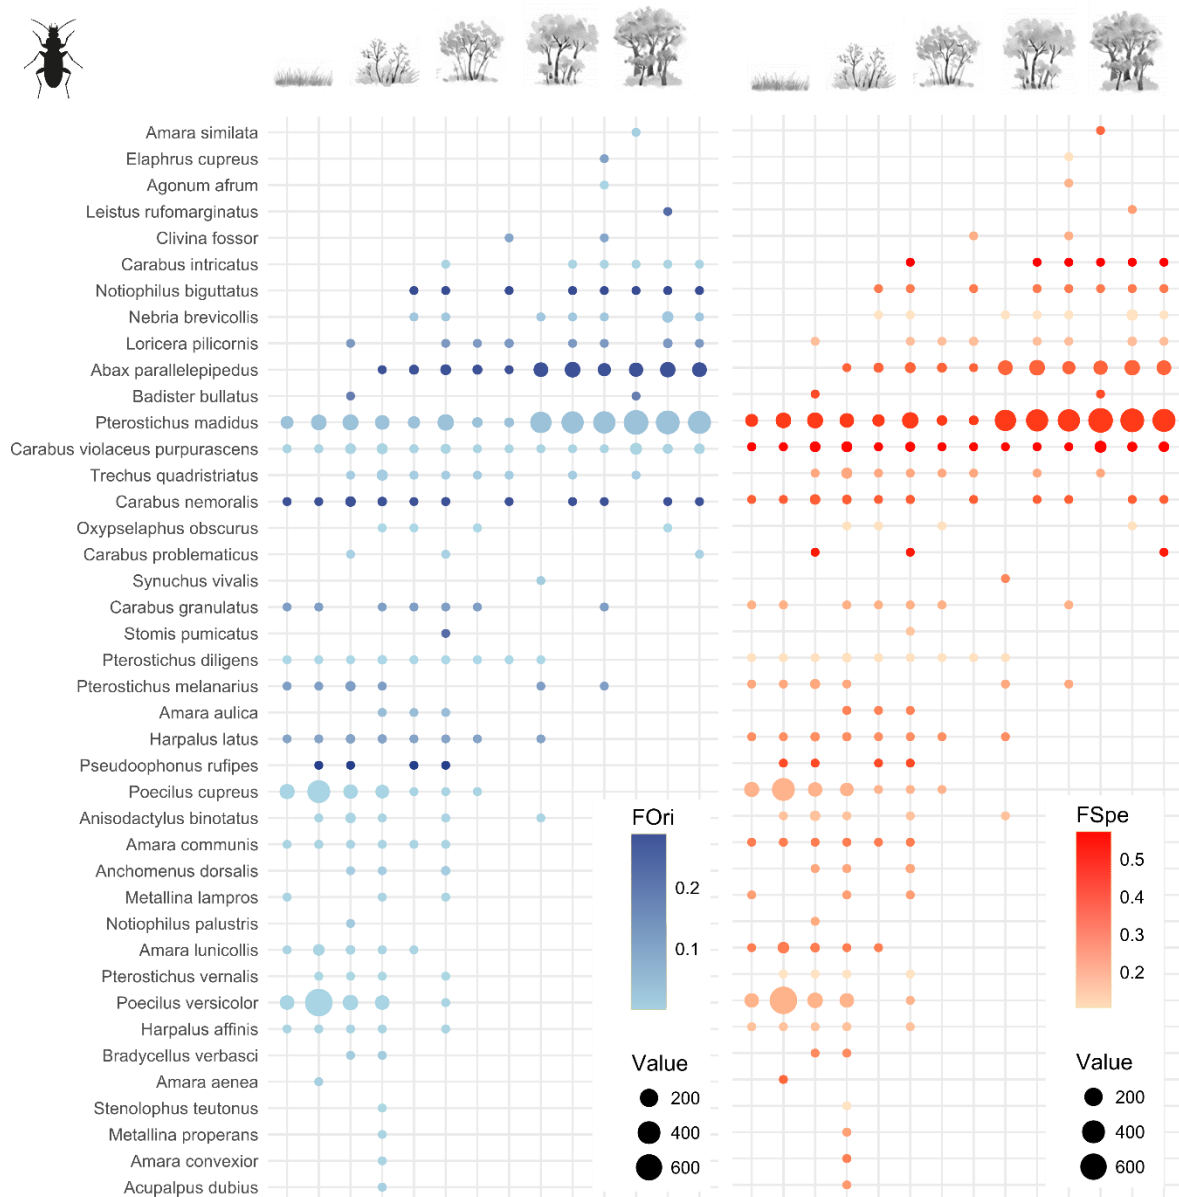 Amara similata
Elaphrus cupreus
Agonum afrum
Leistus rufomarginatus
Clivina fossor
Carabus intricatus
Notiophilus biguttatus
Nebria brevicollis
Loricera pilicornis
Abax parallelepipedus
Badister bullatus
Pterostichus madidus
Carabus violaceus purpurascens
Trechus quadristriatus
Carabus nemoralis
Oxypselaphus obscurus
Carabus problematicus
Synuchus vivalis
Carabus granulatus
Stomis pumicatus
Pterostichus diligens
Pterostichus melanarius
Amara aulica
Harpalus latus
Pseudoophonus rufipes
Poecilus cupreus
Anisodactylus binotatus
Amara communis
Anchomenus dorsalis
Metallina lampros
Notiophilus palustris
Amara lunicollis
Pterostichus vernalis
Poecilus versicolor
Harpalus affinis
Bradycellus verbasci
Amara aenea
Stenolophus teutonus
Metallina properans
Amara convexior
Acupalpus dubius
FOri
0.2
0.1
Value
200
400
600
FSpe
0.5
0.4
0.3
0.2
Value
200
400
600